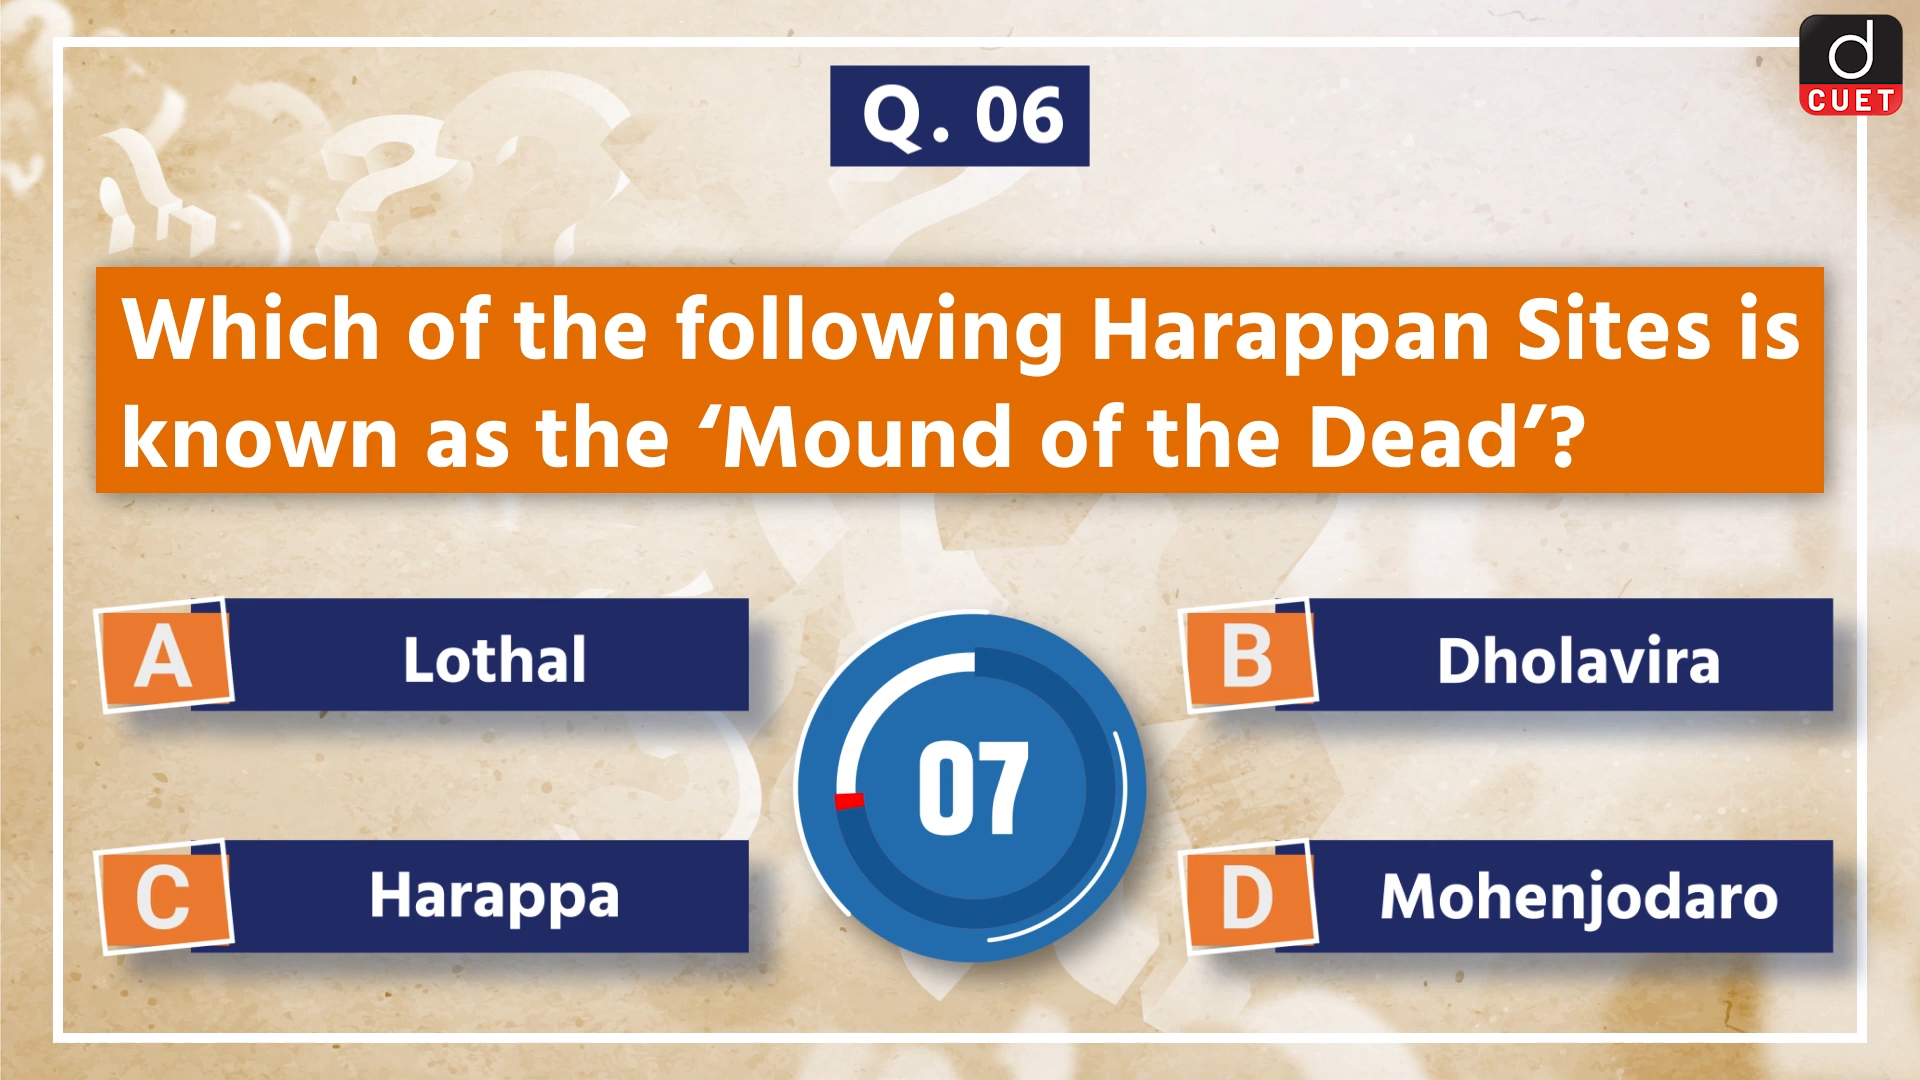 d
CUET
Q. 06
Which of the following Harappan Sites is
known as the ‘Mound of the Dead’?
A Lothal
B Dholavira
07
C Harappa
D Mohenjodaro